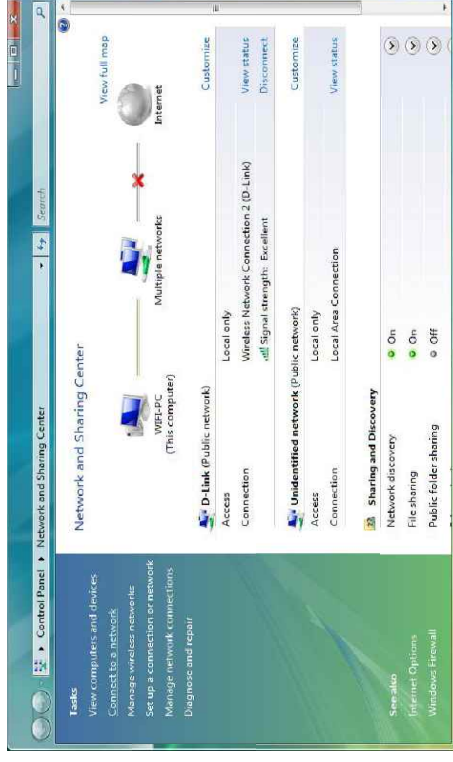 Control Panel ▸ Network and Sharing Center
Search
Tasks
View computers and devices
Connect to a network
Manage wireless networks
Set up a connection or network
Manage network connections
Diagnose and repair
See also
Internet Options
Windows Firewall
Network and Sharing Center
View full map
WIFI-PC
(This computer)
Multiple networks
Internet
D-Link (Public network)
Customize
Access Local only
Connection Wireless Network Connection 2 (D-Link) View status
Signal strength: Excellent Disconnect
Unidentified network (Public network) Customize
Access Local only
Connection Local Area Connection View status
Sharing and Discovery
Network discovery On
File sharing On
Public folder sharing Off